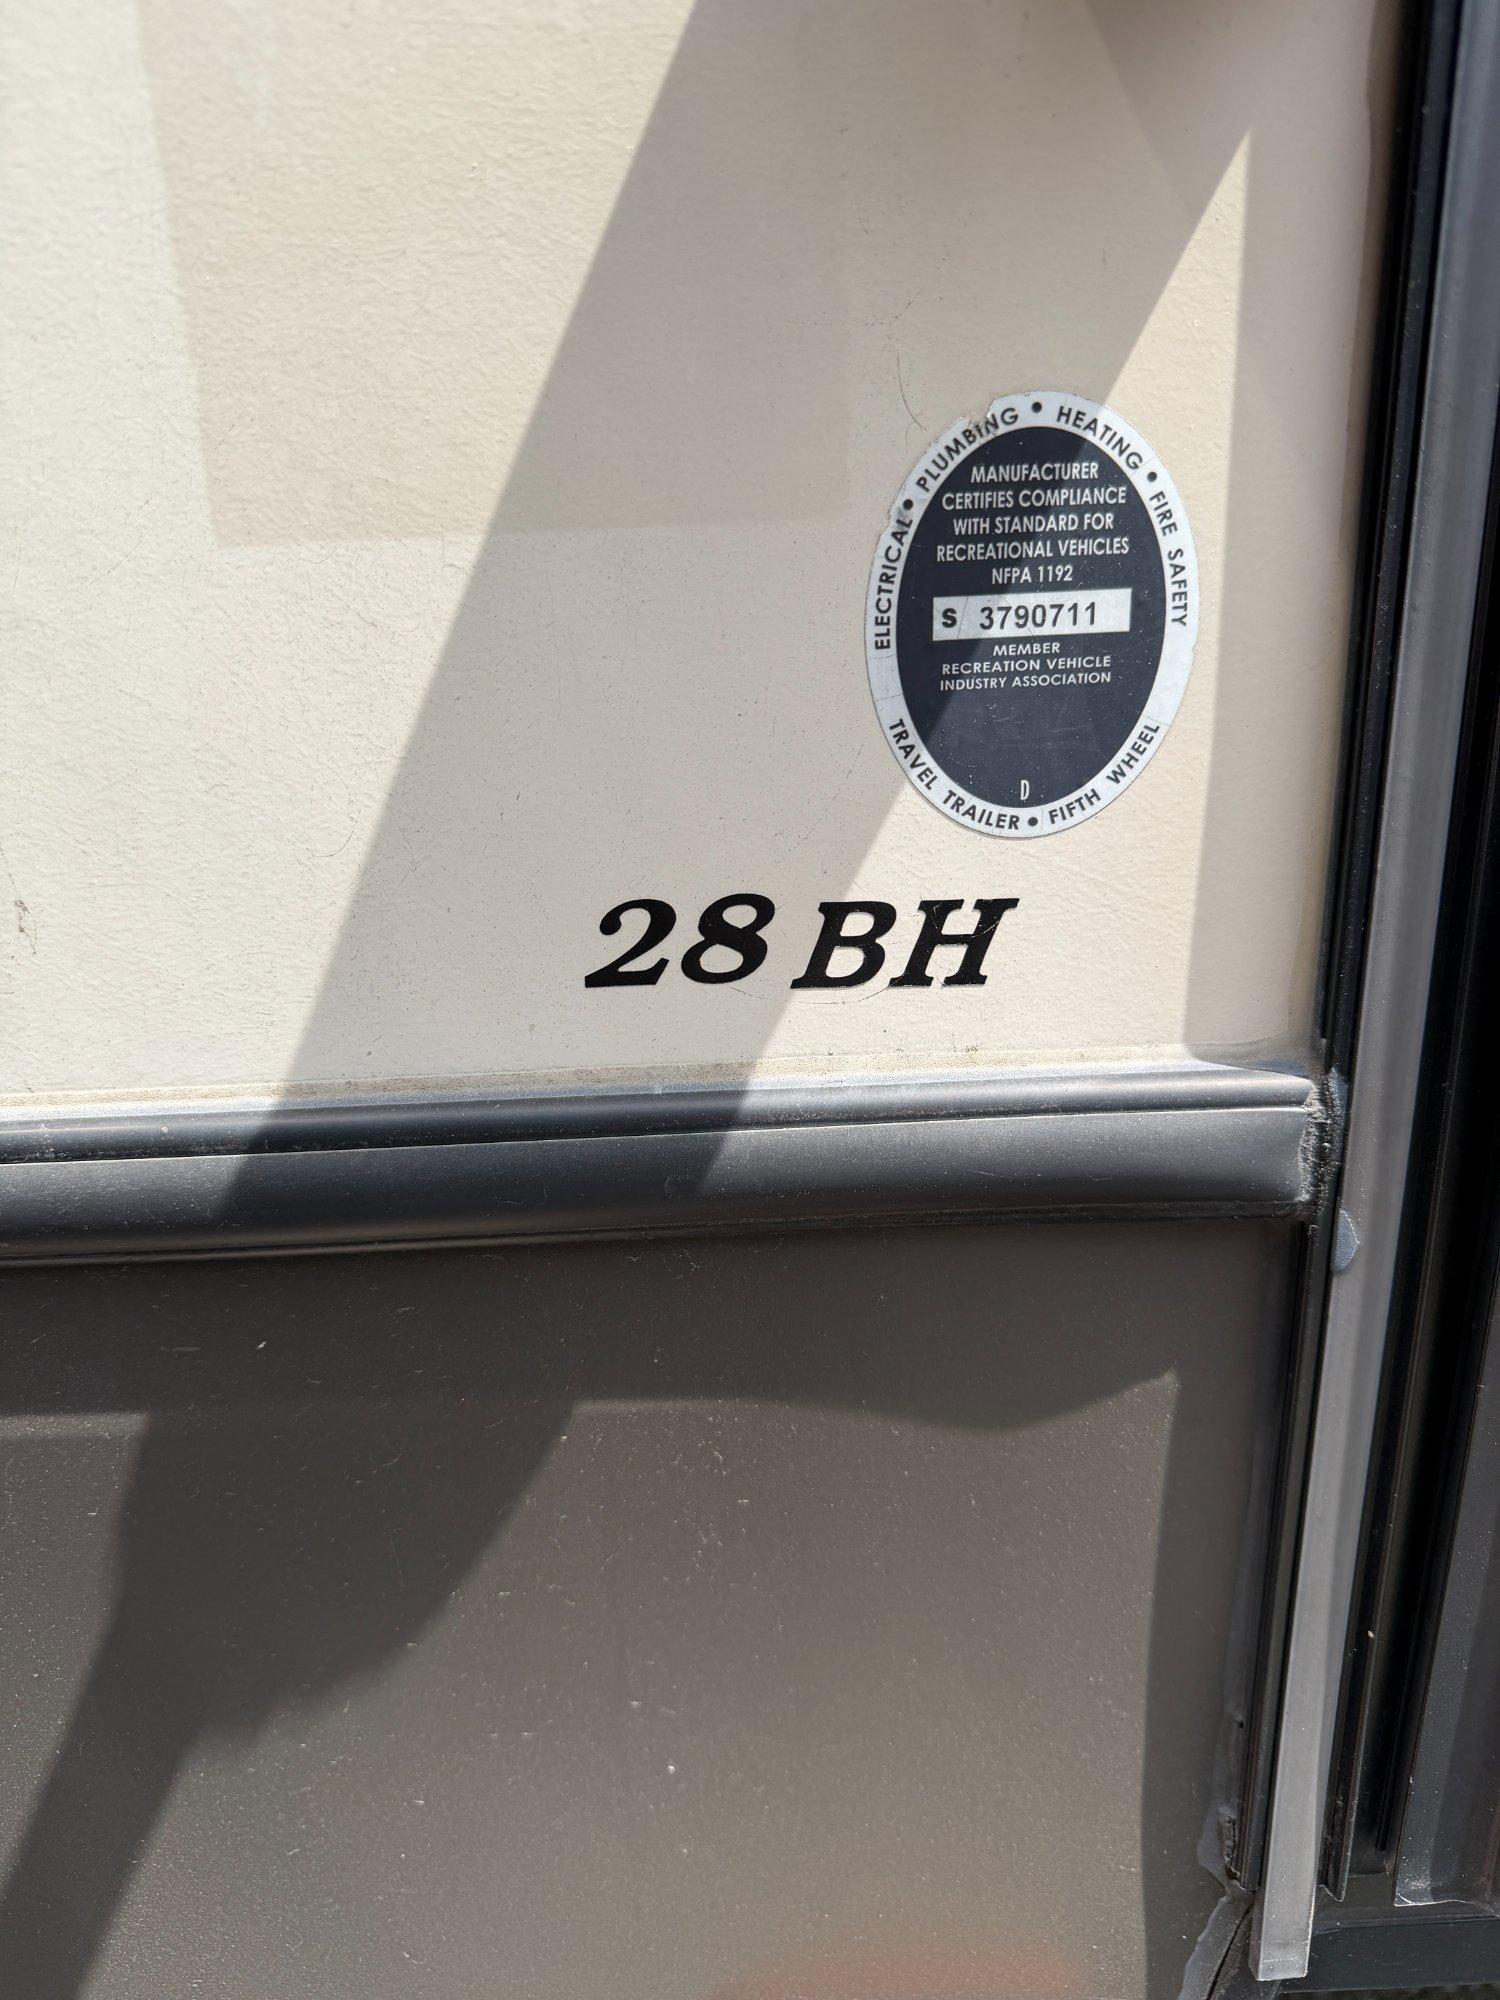 ELECTRICAL • PLUMBING • HEATING • FIRE SAFETY
MANUFACTURER
CERTIFIES COMPLIANCE
WITH STANDARD FOR
RECREATIONAL VEHICLES
NFPA 1192
S 3790711
MEMBER
RECREATION VEHICLE
INDUSTRY ASSOCIATION
D
TRAVEL TRAILER • FIFTH WHEEL
28 BH